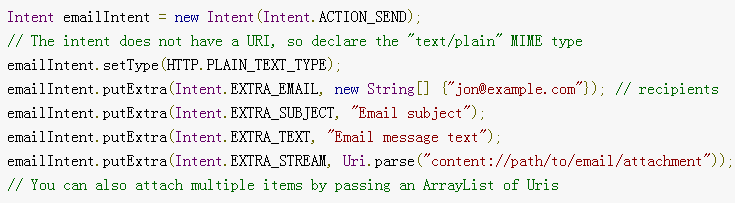 Intent emailIntent = new Intent(Intent.ACTION_SEND);
// The intent does not have a URI, so declare the "text/plain" MIME type
emailIntent.setType(HTTP.PLAIN_TEXT_TYPE);
emailIntent.putExtra(Intent.EXTRA_EMAIL, new String[] {"jon@example.com"}); // recipients
emailIntent.putExtra(Intent.EXTRA_SUBJECT, "Email subject");
emailIntent.putExtra(Intent.EXTRA_TEXT, "Email message text");
emailIntent.putExtra(Intent.EXTRA_STREAM, Uri.parse("content://path/to/email/attachment"));
// You can also attach multiple items by passing an ArrayList of Uris